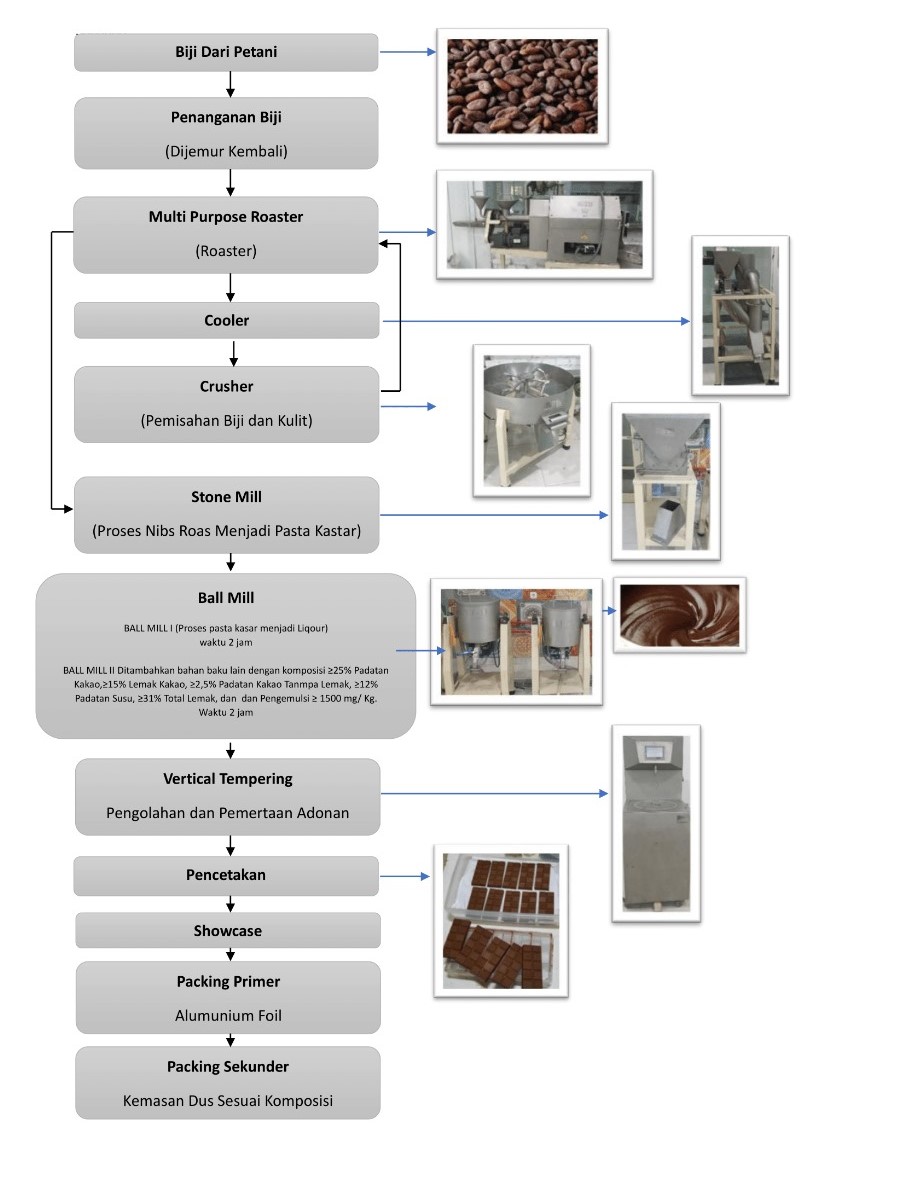 Biji Dari Petani
Penanganan Biji
(Dijemur Kembali)
Multi Purpose Roaster
(Roaster)
Cooler
Crusher
(Pemisahan Biji dan Kulit)
Stone Mill
(Proses Nibs Roas Menjadi Pasta Kastar)
Ball Mill
BALL MILL I (Proses pasta kasar menjadi Liqour)
waktu 2 jam
BALL MILL II Ditambahkan bahan baku lain dengan komposisi ≥25% Padatan
Kakao,≥15% Lemak Kakao, ≥2,5% Padatan Kakao Tanmpa Lemak, ≥12%
Padatan Susu, ≥31% Total Lemak, dan  dan Pengemulsi ≥ 1500 mg/ Kg.
Waktu 2 jam
Vertical Tempering
Pengolahan dan Pemertaan Adonan
Pencetakan
Showcase
Packing Primer
Alumunium Foil
Packing Sekunder
Kemasan Dus Sesuai Komposisi